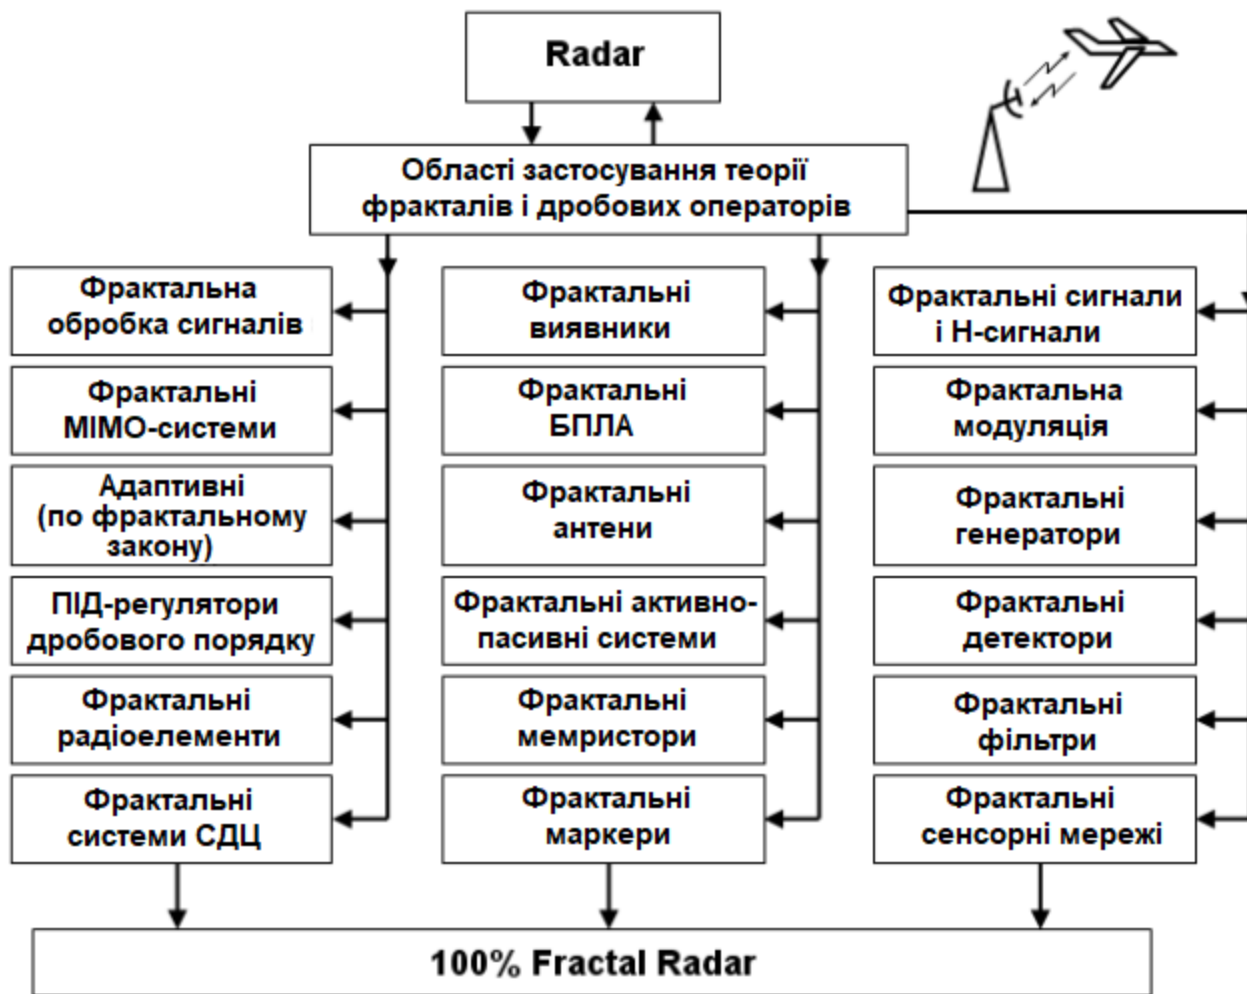 Radar
Області застосування теорії
фракталів і дробових операторів
Фрактальна
обробка сигналів
Фрактальні
МІМО-системи
Адаптивні
(по фрактальному
закону)
ПІД-регулятори
дробового порядку
Фрактальні
радіоелементи
Фрактальні
системи СДЦ
Фрактальні
виявники
Фрактальні
БПЛА
Фрактальні
антени
Фрактальні активно-
пасивні системи
Фрактальні
мемристори
Фрактальні
маркери
Фрактальні сигнали
і Н-сигнали
Фрактальна
модуляція
Фрактальні
генератори
Фрактальні
детектори
Фрактальні
фільтри
Фрактальні
сенсорні мережі
100% Fractal Radar